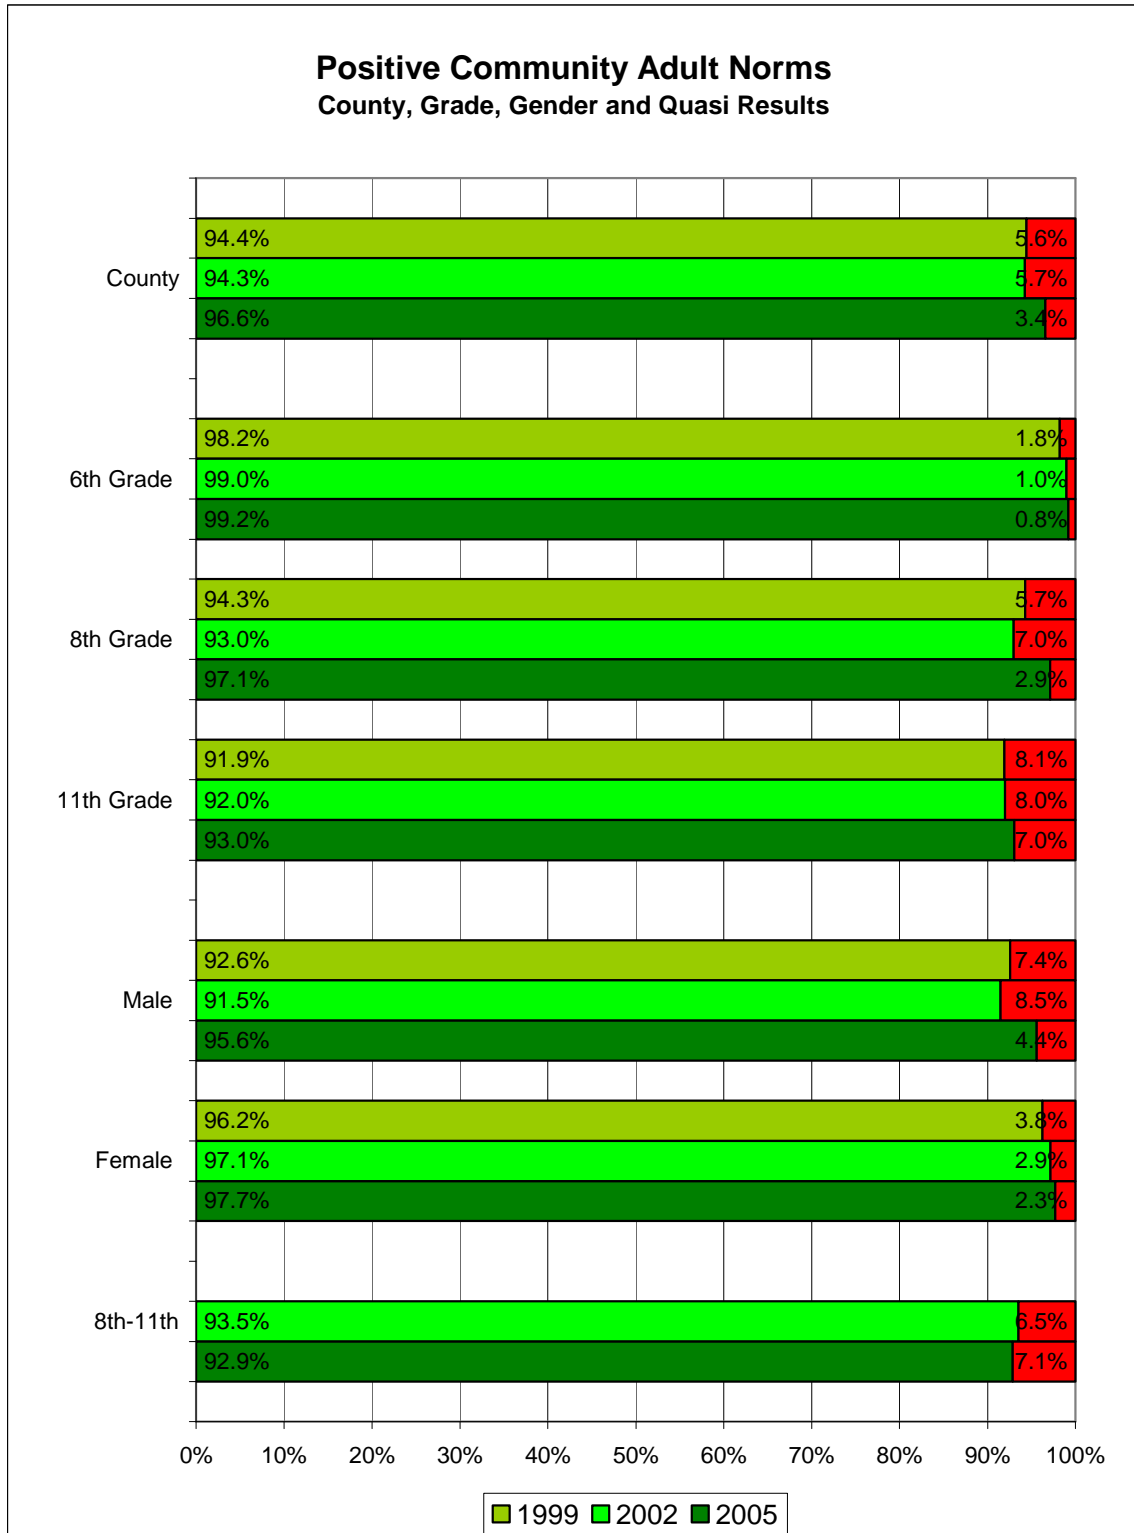 Positive Community Adult Norms
County, Grade, Gender and Quasi Results
94.4% 5.6%
County 94.3% 5.7%
96.6% 3.4%
98.2% 1.8%
6th Grade 99.0% 1.0%
99.2% 0.8%
94.3% 5.7%
8th Grade 93.0% 7.0%
97.1% 2.9%
91.9% 8.1%
11th Grade 92.0% 8.0%
93.0% 7.0%
92.6% 7.4%
Male 91.5% 8.5%
95.6% 4.4%
96.2% 3.8%
Female 97.1% 2.9%
97.7% 2.3%
8th-11th 93.5% 6.5%
92.9% 7.1%
0% 10% 20% 30% 40% 50% 60% 70% 80% 90% 100%
1999 2002 2005